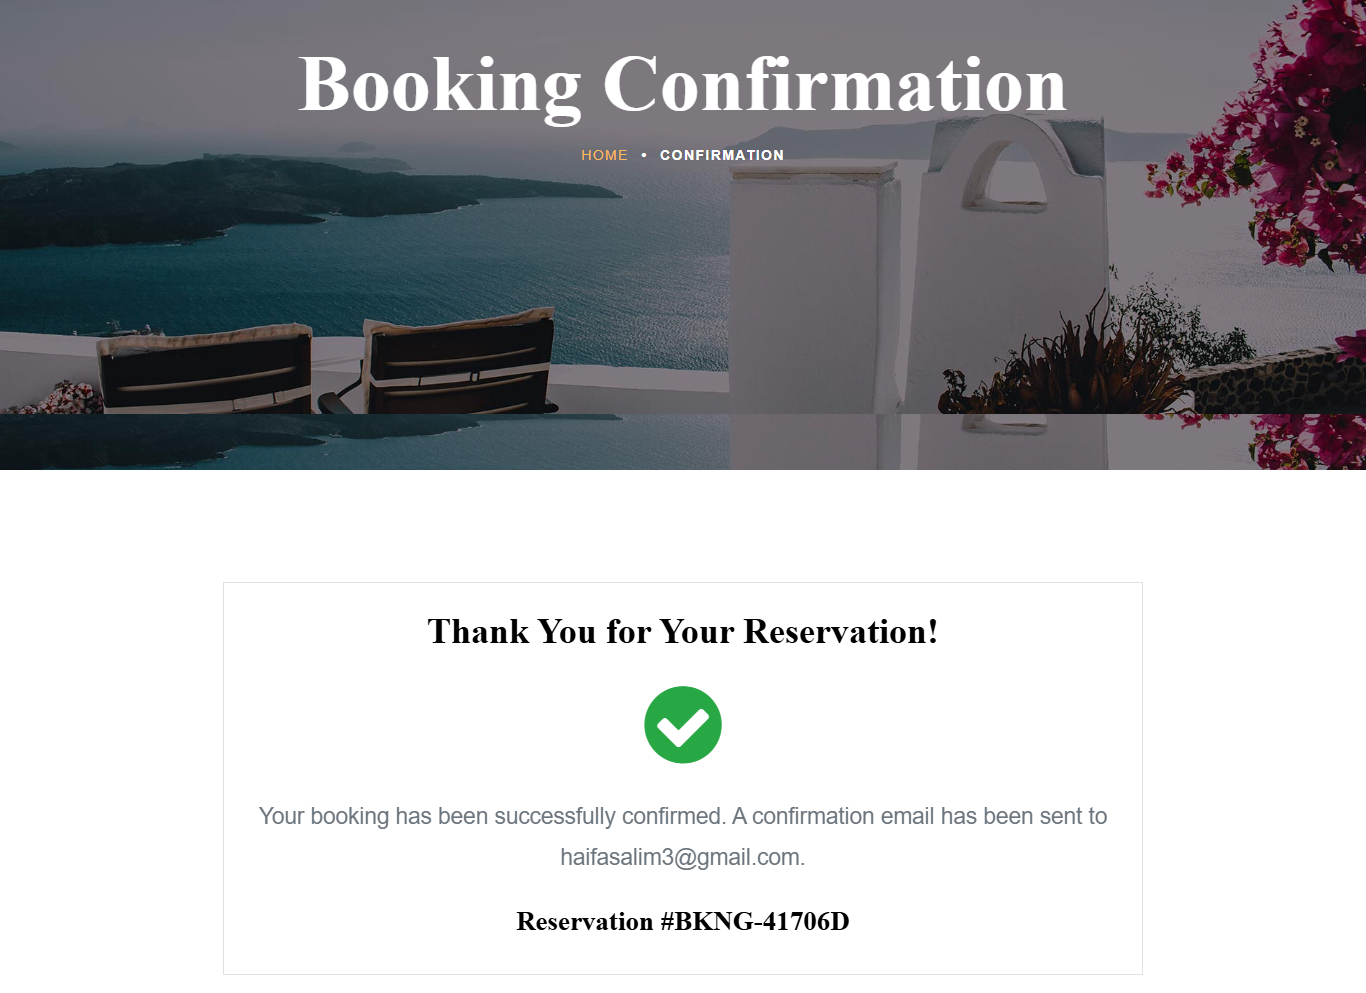 Booking Confirmation
HOME • CONFIRMATION
Thank You for Your Reservation!
Your booking has been successfully confirmed. A confirmation email has been sent to
haifasalim3@gmail.com.
Reservation #BKNG-41706D